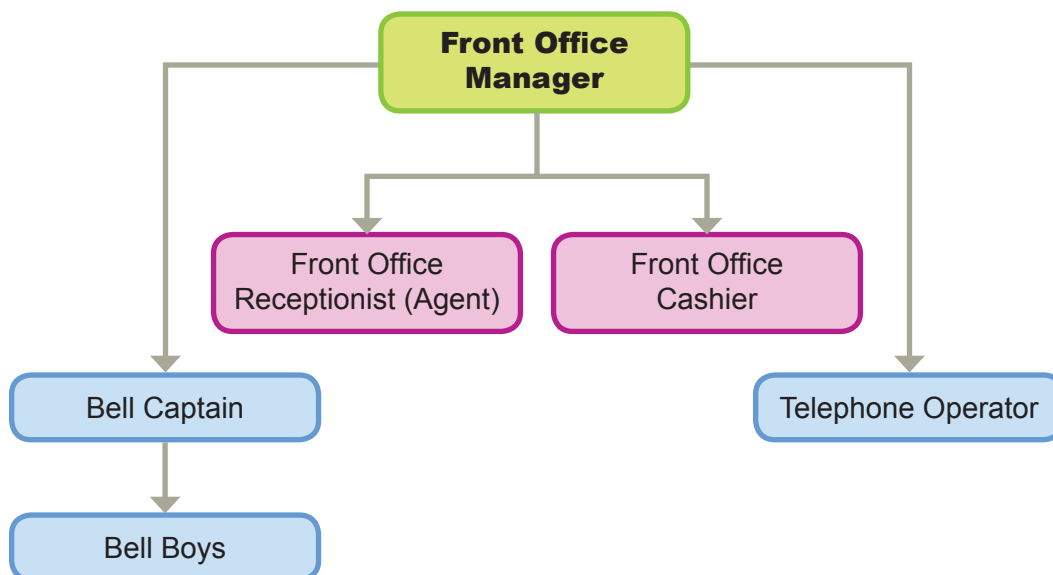 Front Office
Manager
Front Office
Receptionist (Agent)
Front Office
Cashier
Bell Captain
Telephone Operator
Bell Boys